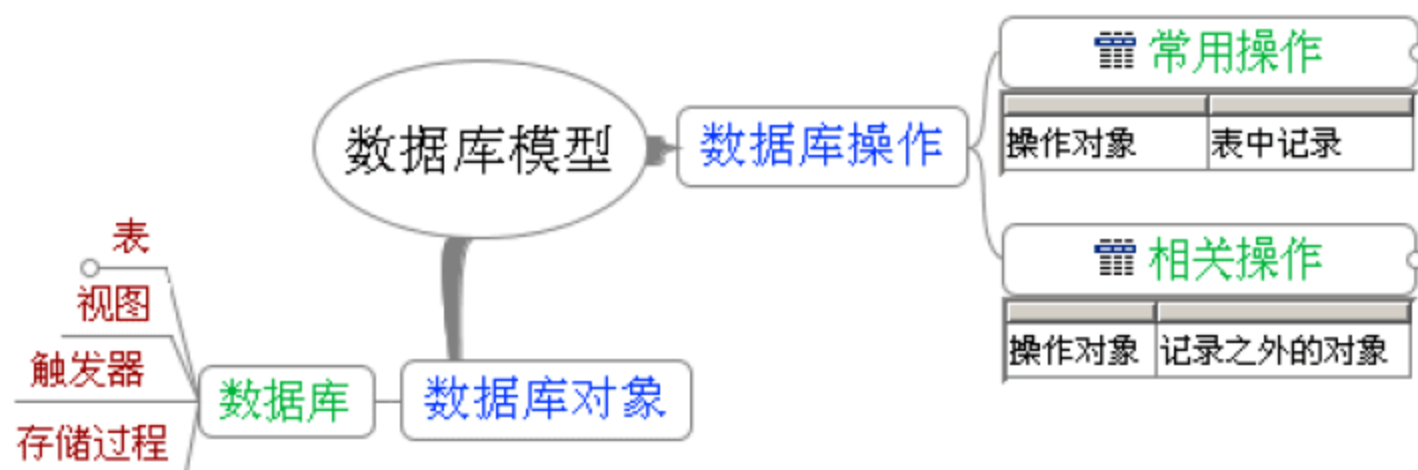 常用操作
操作对象 表中记录
数据库模型
数据库操作
相关操作
操作对象 记录之外的对象
表
视图
触发器
存储过程
数据库
数据库对象